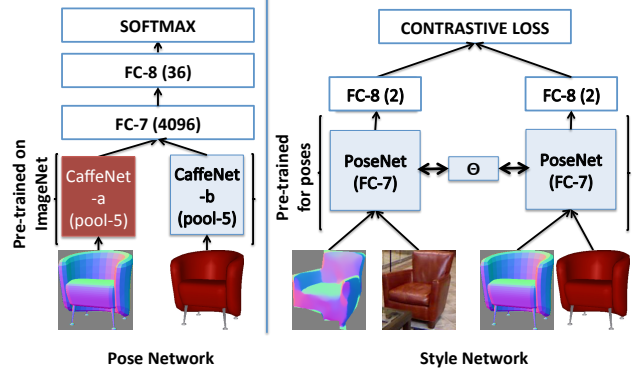 SOFTMAX
FC-8 (36)
FC-7 (4096)
Pre-trained on
ImageNet
CaffeNet
-a
(pool-5)
CaffeNet
-b
(pool-5)
Pose Network
CONTRASTIVE LOSS
FC-8 (2)
FC-8 (2)
Pre-trained
for poses
PoseNet
(FC-7)
Θ
PoseNet
(FC-7)
Style Network